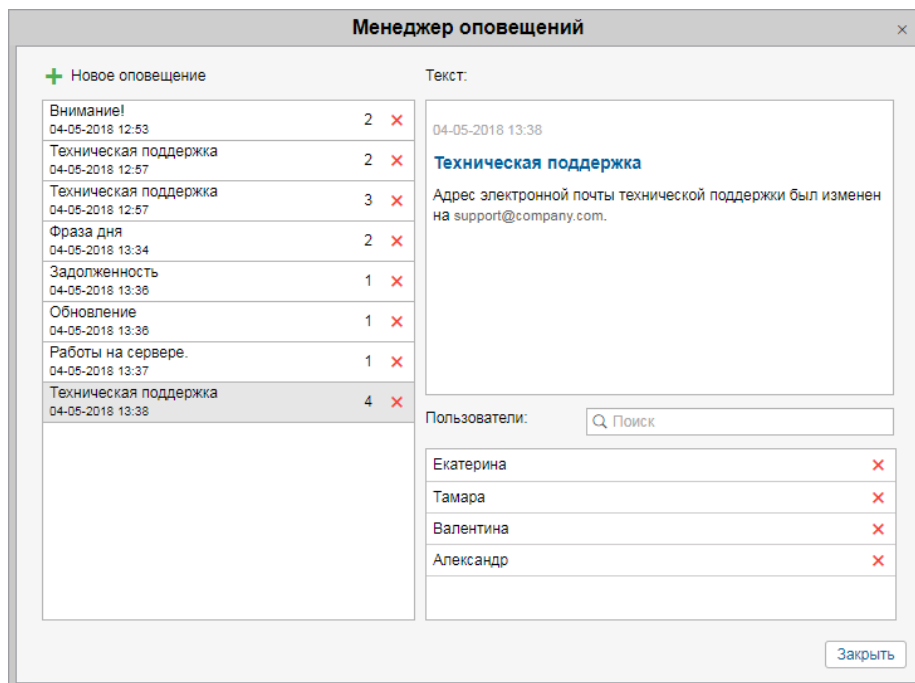 Менеджер оповещений
×
Новое оповещение
Внимание!
04-05-2018 12:53
2
Техническая поддержка
04-05-2018 12:57
2
Техническая поддержка
04-05-2018 12:57
3
Фраза дня
04-05-2018 13:34
2
Задолженность
04-05-2018 13:36
1
Обновление
04-05-2018 13:36
1
Работы на сервере.
04-05-2018 13:37
1
Техническая поддержка
04-05-2018 13:38
4
Текст:
04-05-2018 13:38
Техническая поддержка
Адрес электронной почты технической поддержки был изменен
на support@company.com.
Пользователи:
Поиск
Екатерина
Тамара
Валентина
Александр
Закрыть